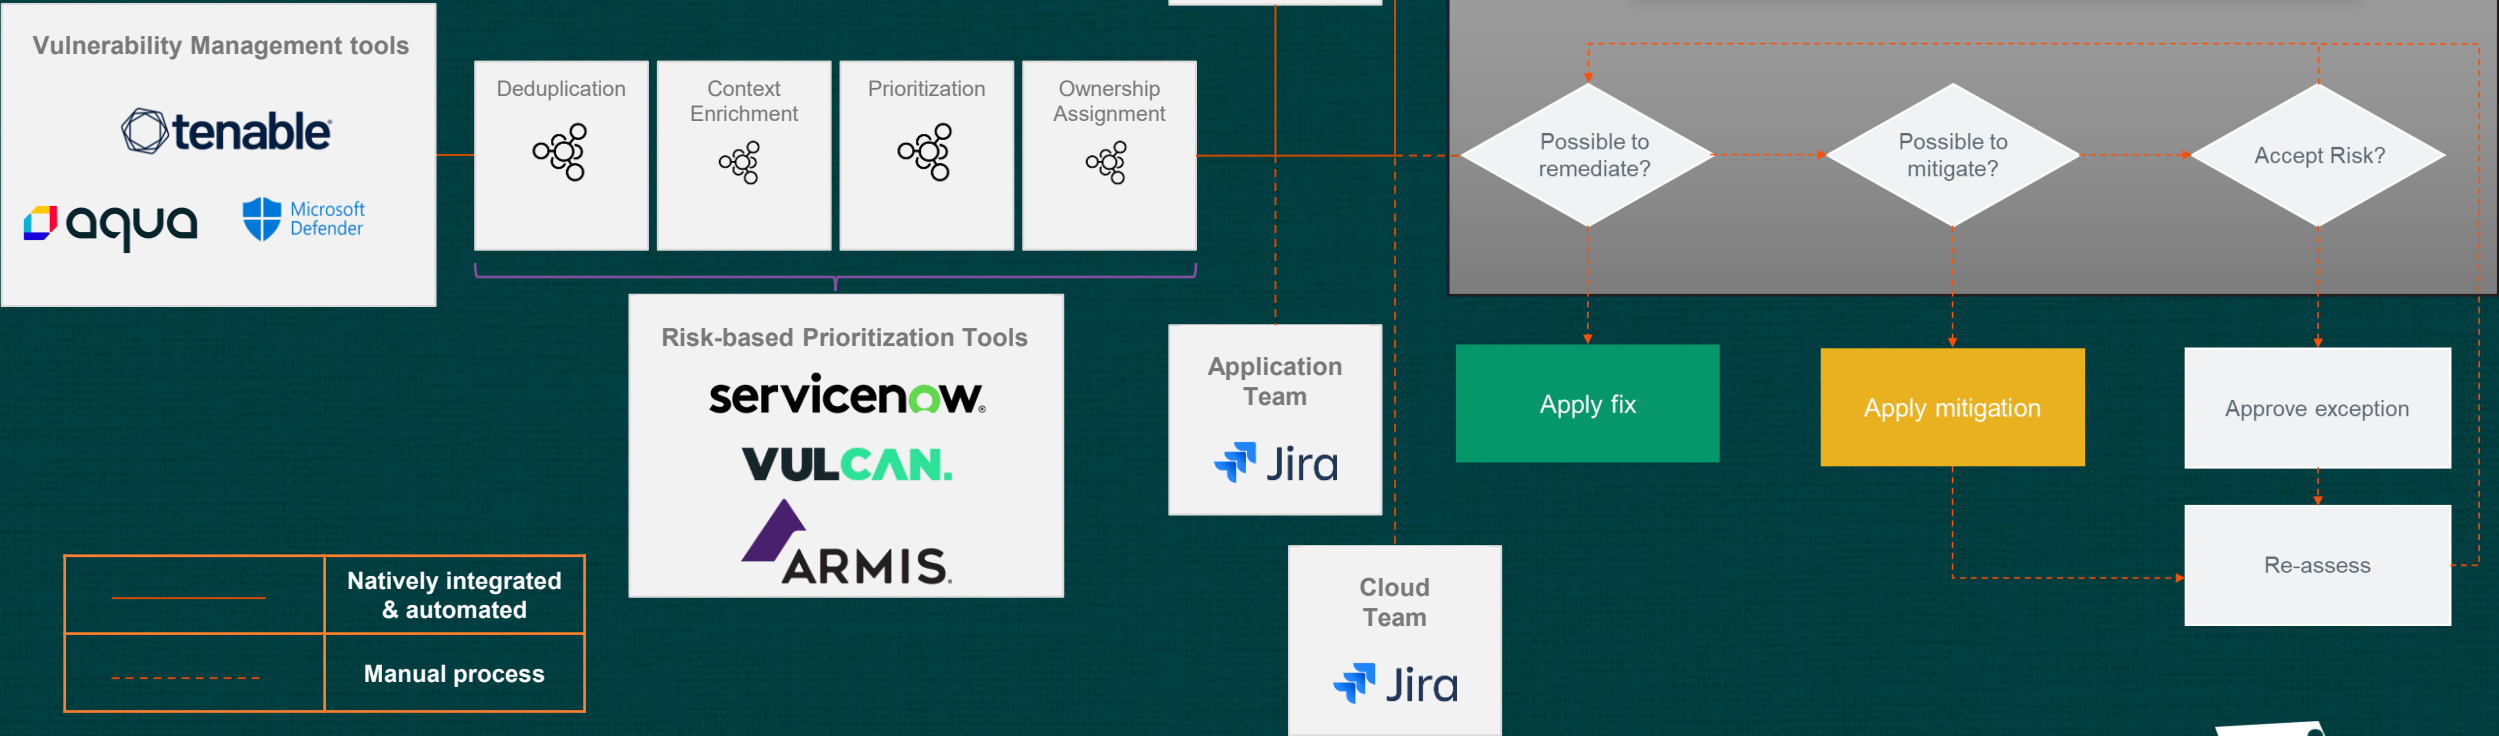 Vulnerability Management tools
tenable
aqua
Microsoft
Defender
Deduplication
Context
Enrichment
Prioritization
Ownership
Assignment
Risk-based Prioritization Tools
servicenow
VULCAN.
ARMIS.
Application
Team
Jira
Cloud
Team
Jira
Possible to
remediate?
Possible to
mitigate?
Accept Risk?
Apply fix
Apply mitigation
Approve exception
Re-assess
Natively integrated
& automated
Manual process